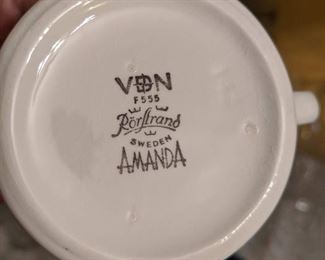 VDN
F555
Rörstrand
SWEDEN
AMANDA